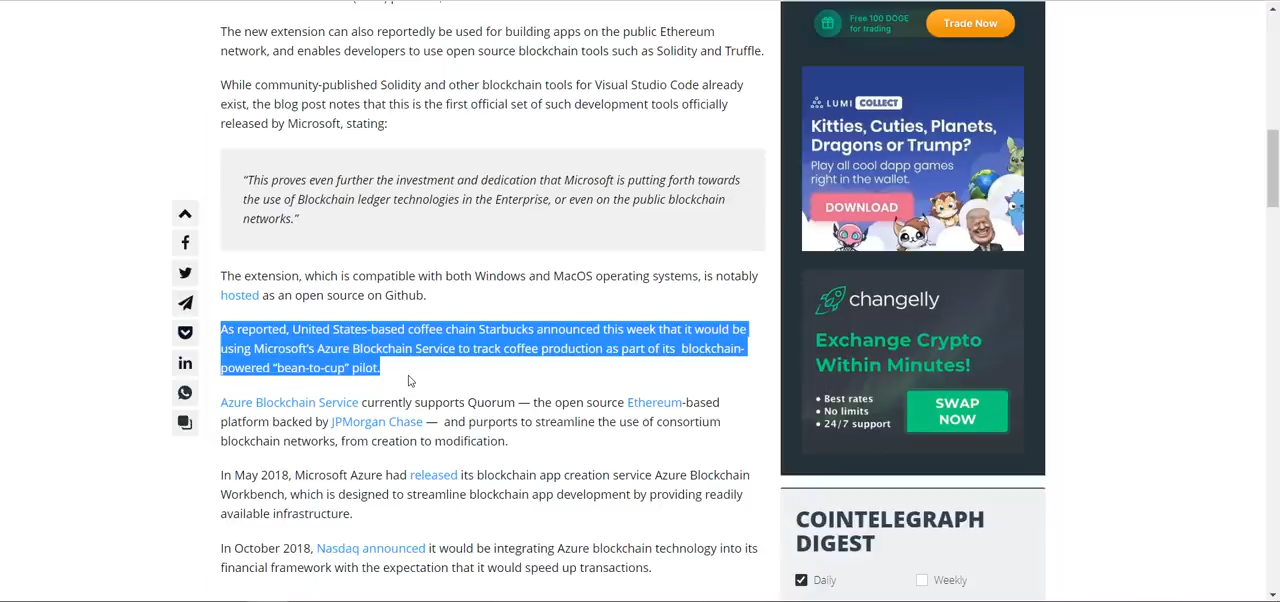 The new extension can also reportedly be used for building apps on the public Ethereum
network, and enables developers to use open source blockchain tools such as Solidity and Truffle.
While community-published Solidity and other blockchain tools for Visual Studio Code already
exist, the blog post notes that this is the first official set of such development tools officially
released by Microsoft, stating:
“This proves even further the investment and dedication that Microsoft is putting forth towards
the use of Blockchain ledger technologies in the Enterprise, or even on the public blockchain
networks.”
The extension, which is compatible with both Windows and MacOS operating systems, is notably
hosted as an open source on Github.
As reported, United States-based coffee chain Starbucks announced this week that it would be
using Microsoft’s Azure Blockchain Service to track coffee production as part of its  blockchain-
powered “bean-to-cup” pilot.
Azure Blockchain Service currently supports Quorum — the open source Ethereum-based
platform backed by JPMorgan Chase —  and purports to streamline the use of consortium
blockchain networks, from creation to modification.
In May 2018, Microsoft Azure had released its blockchain app creation service Azure Blockchain
Workbench, which is designed to streamline blockchain app development by providing readily
available infrastructure.
In October 2018, Nasdaq announced it would be integrating Azure blockchain technology into its
financial framework with the expectation that it would speed up transactions.
Free 100 DOGE
for trading
Trade Now
LUMI COLLECT
Kitties, Cuties, Planets,
Dragons or Trump?
Play all cool dapp games
right in the wallet.
DOWNLOAD
changelly
Exchange Crypto
Within Minutes!
• Best rates
• No limits
• 24/7 support
SWAP
NOW
COINTELEGRAPH
DIGEST
Daily
Weekly